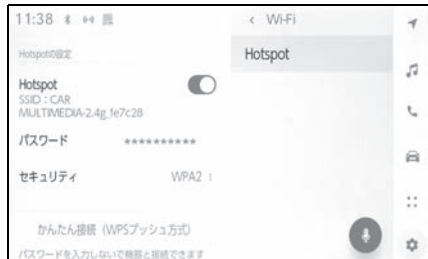 11:38
< Wi-Fi
Hotspotの設定
Hotspot
Hotspot
SSID：CAR
MULTIMEDIA-2.4g_fe7c28
パスワード **********
セキュリティ WPA2
かんたん接続（WPSプッシュ方式）
パスワードを入力しないで機器と接続できます